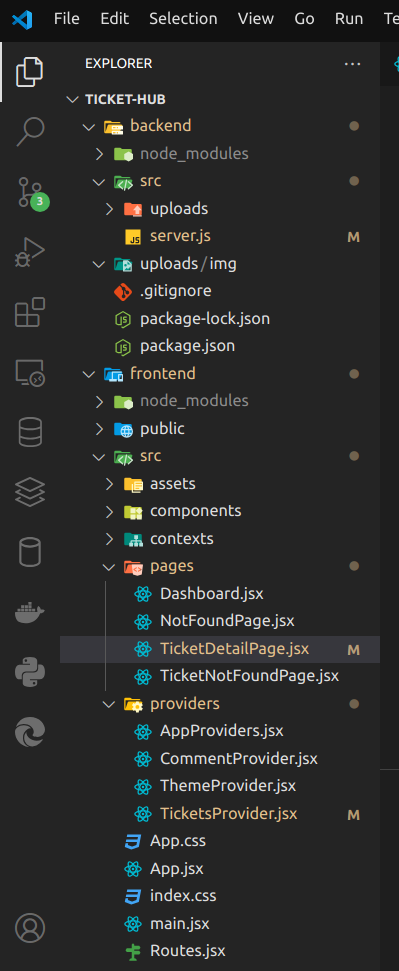 File Edit Selection View Go Run Te
EXPLORER ...
TICKET-HUB
backend
node_modules
src
uploads
JS server.js M
uploads/img
.gitignore
JS package-lock.json
JS package.json
frontend
node_modules
public
src
assets
components
contexts
pages
Dashboard.jsx
NotFoundPage.jsx
TicketDetailPage.jsx M
TicketNotFoundPage.jsx
providers
AppProviders.jsx
CommentProvider.jsx
ThemeProvider.jsx
TicketsProvider.jsx M
App.css
App.jsx
index.css
main.jsx
Routes.jsx
3